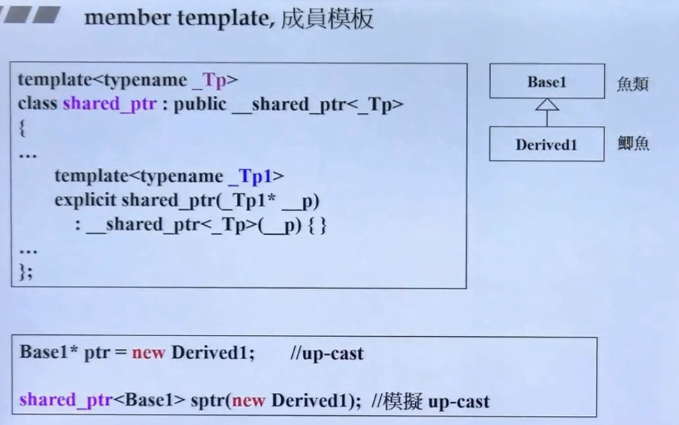 member template, 成員模板
template<typename _Tp>
class shared_ptr : public __shared_ptr<_Tp>
{
...
template<typename _Tp1>
explicit shared_ptr(_Tp1* __p)
: __shared_ptr<_Tp>(__p) { }
...
};
Base1 魚類
Derived1 鯽魚
Base1* ptr = new Derived1; //up-cast
shared_ptr<Base1> sptr(new Derived1); //模擬 up-cast